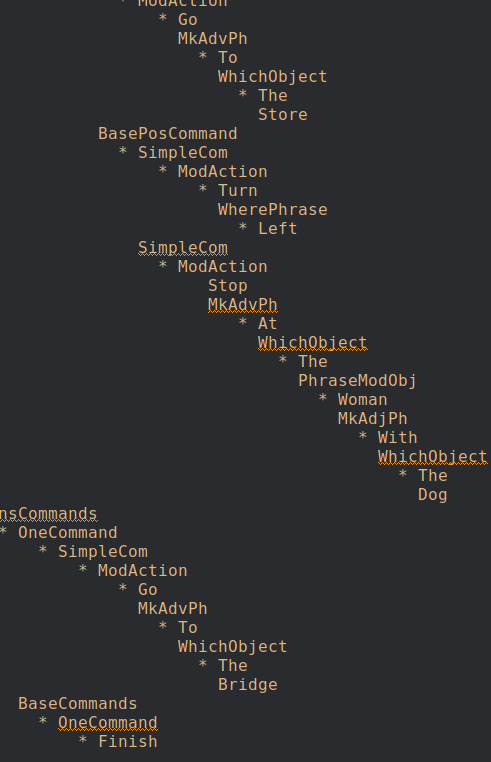 * ModAction
* Go
MkAdvPh
* To
WhichObject
* The
Store
BasePosCommand
* SimpleCom
* ModAction
* Turn
WherePhrase
* Left
SimpleCom
* ModAction
Stop
MkAdvPh
* At
WhichObject
* The
PhraseModObj
* Woman
MkAdjPh
* With
WhichObject
* The
Dog
nsCommands
* OneCommand
* SimpleCom
* ModAction
* Go
MkAdvPh
* To
WhichObject
* The
Bridge
BaseCommands
* OneCommand
* Finish